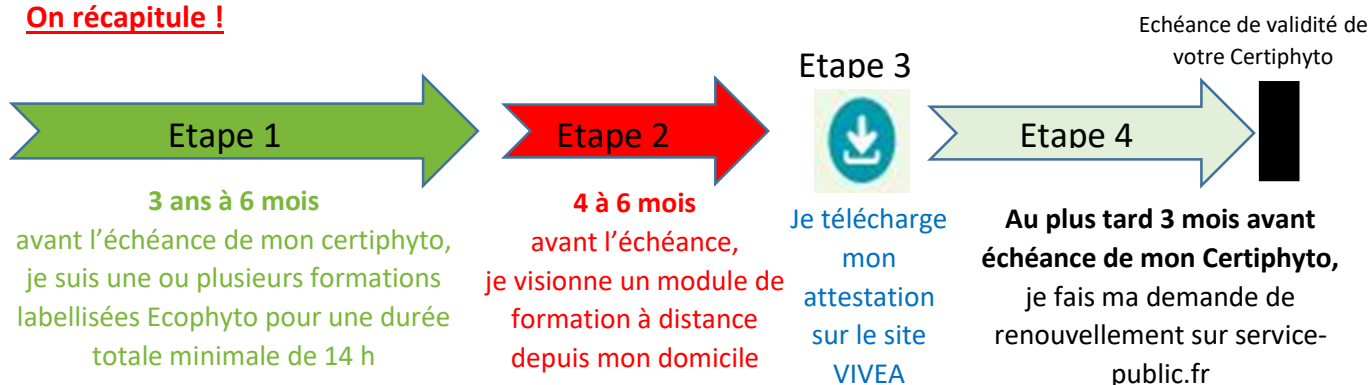 On récapitule !
Echéance de validité de
votre Certiphyto
Etape 1
Etape 2
Etape 3
Etape 4
3 ans à 6 mois
avant l’échéance de mon certiphyto,
je suis une ou plusieurs formations
labellisées Ecophyto pour une durée
totale minimale de 14 h
4 à 6 mois
avant l’échéance,
je visionne un module de
formation à distance
depuis mon domicile
Je télécharge
mon
attestation
sur le site
VIVEA
Au plus tard 3 mois avant
échéance de mon Certiphyto,
je fais ma demande de
renouvellement sur service-
public.fr